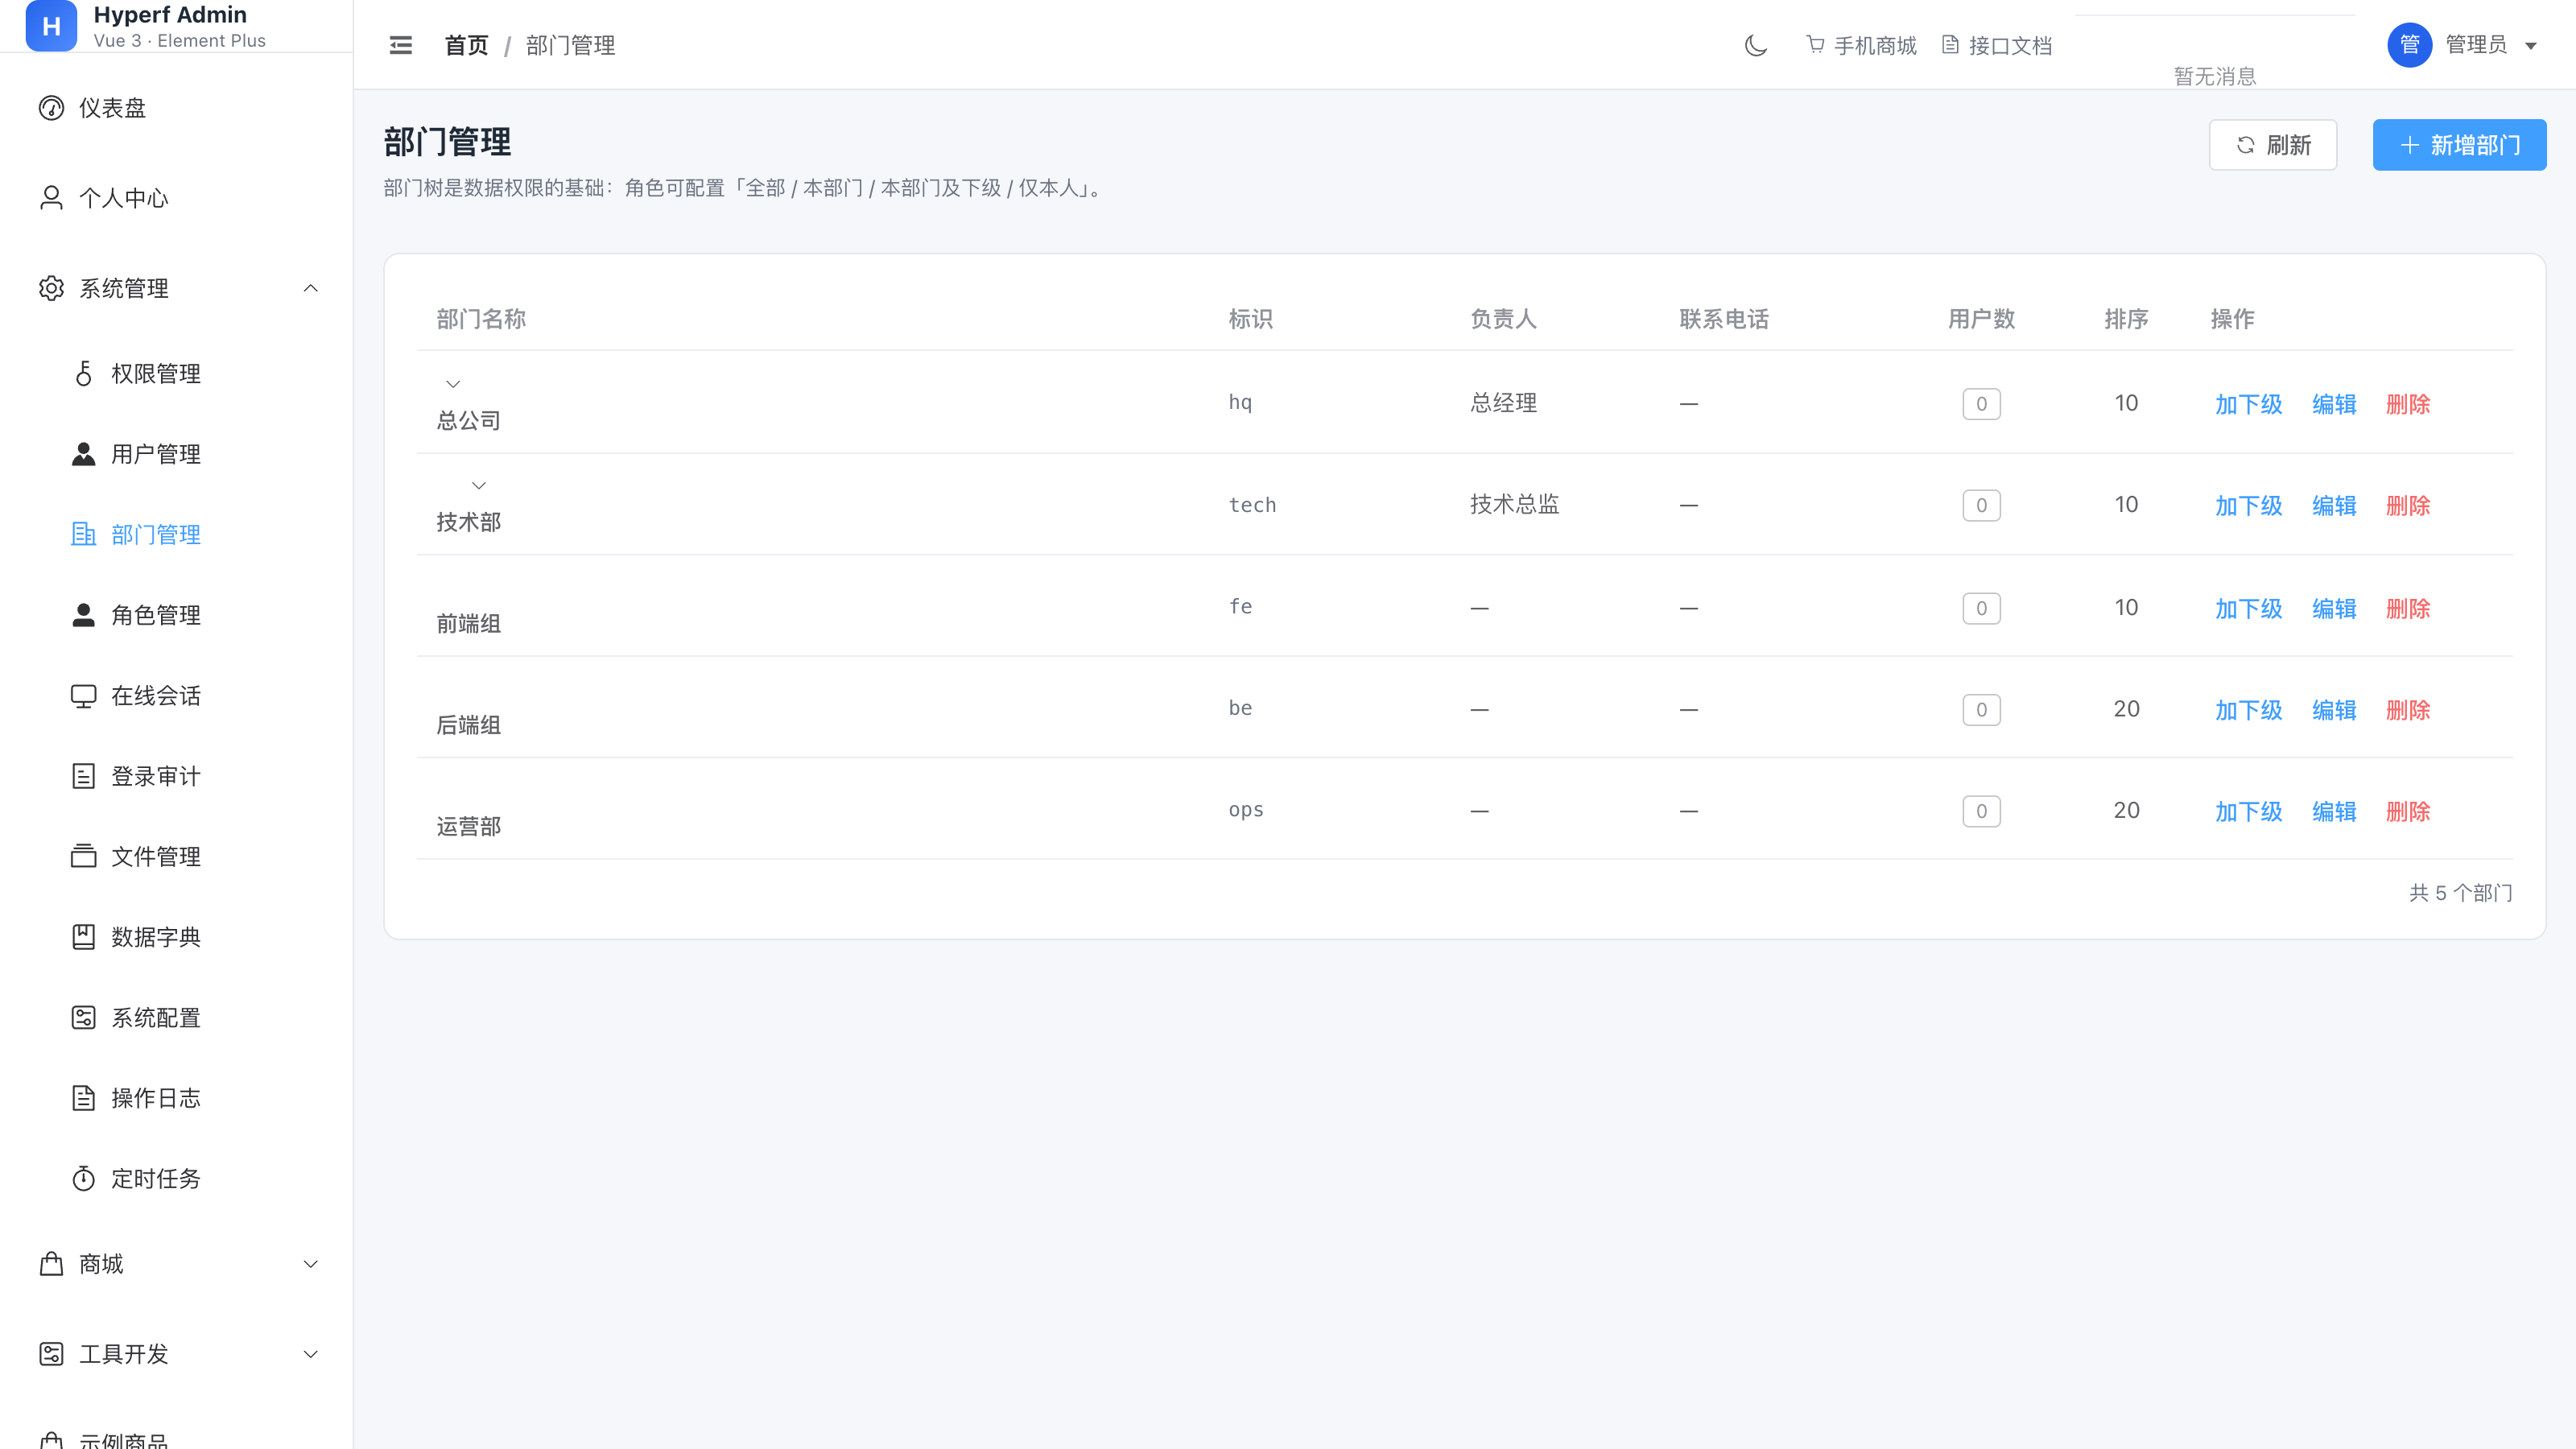 H
Hyperf Admin
Vue 3 · Element Plus
仪表盘
个人中心
系统管理
权限管理
用户管理
部门管理
角色管理
在线会话
登录审计
文件管理
数据字典
系统配置
操作日志
定时任务
商城
工具开发
示例商品
首页 / 部门管理
手机商城
接口文档
暂无消息
管 管理员
部门管理
部门树是数据权限的基础：角色可配置「全部 / 本部门 / 本部门及下级 / 仅本人」。
刷新
新增部门
部门名称 标识 负责人 联系电话 用户数 排序 操作
总公司 hq 总经理 — 0 10 加下级 编辑 删除
技术部 tech 技术总监 — 0 10 加下级 编辑 删除
前端组 fe — — 0 10 加下级 编辑 删除
后端组 be — — 0 20 加下级 编辑 删除
运营部 ops — — 0 20 加下级 编辑 删除
共 5 个部门